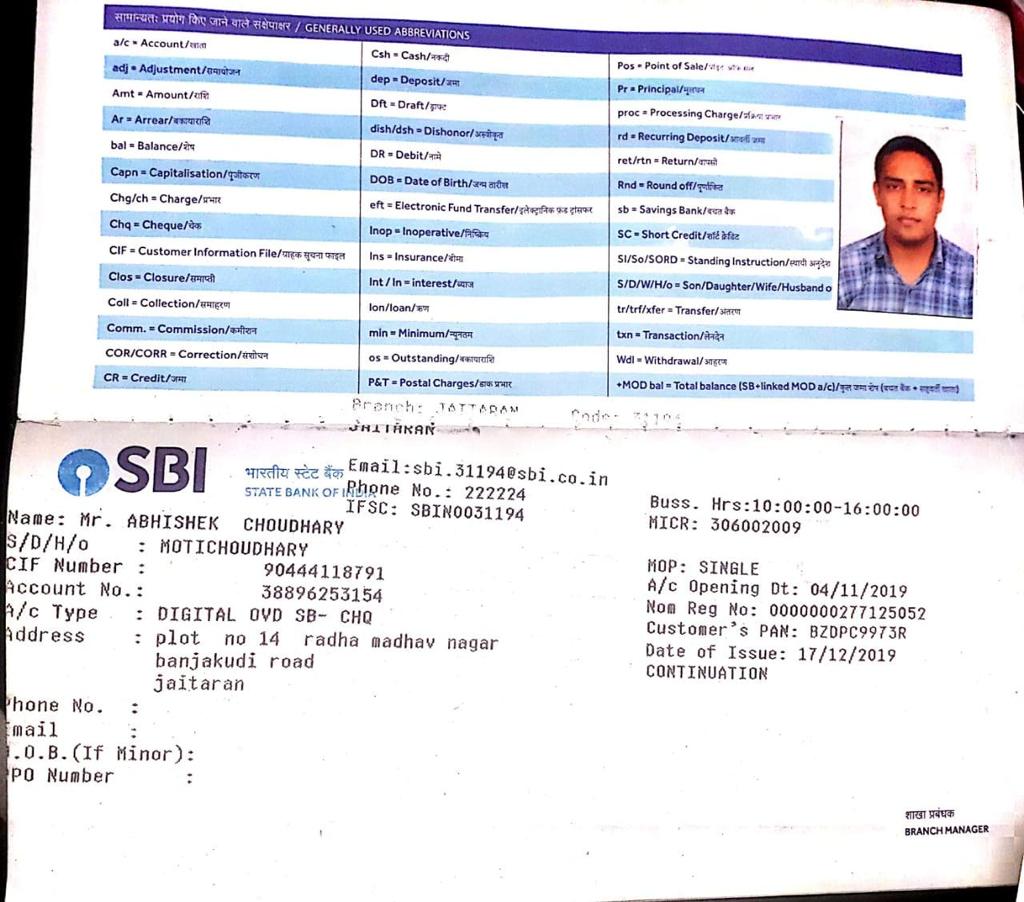 सामान्यतः प्रयोग किए जाने वाले संक्षेपाक्षर / GENERALLY USED ABBREVIATIONS
a/c = Account/खाता
adj = Adjustment/समायोजन
Amt = Amount/राशि
Ar = Arrear/बकायाराशि
bal = Balance/शेष
Capn = Capitalisation/पूंजीकरण
Chg/ch = Charge/प्रभार
Chq = Cheque/चेक
CIF = Customer Information File/ग्राहक सूचना फाइल
Clos = Closure/समाप्ती
Coll = Collection/समाहरण
Comm. = Commission/कमीशन
COR/CORR = Correction/संशोधन
CR = Credit/जमा
Csh = Cash/नकदी
dep = Deposit/जमा
Dft = Draft/ड्राफ्ट
dish/dsh = Dishonor/अस्वीकृत
DR = Debit/नामे
DOB = Date of Birth/जन्म तारीख
eft = Electronic Fund Transfer/इलेक्ट्रानिक फंड ट्रांसफर
Inop = Inoperative/निष्क्रिय
Ins = Insurance/बीमा
Int / In = interest/ब्याज
lon/loan/ऋण
min = Minimum/न्यूनतम
os = Outstanding/बकायाराशि
P&T = Postal Charges/डाक प्रभार
Pos = Point of Sale/
Pr = Principal/मूलधन
proc = Processing Charge/प्रक्रिया प्रभार
rd = Recurring Deposit/आवर्ती जमा
ret/rtn = Return/वापसी
Rnd = Round off/पूर्णांकित
sb = Savings Bank/बचत बैंक
SC = Short Credit/शॉर्ट क्रेडिट
SI/So/SORD = Standing Instruction/स्थायी अनुदेश
S/D/W/H/o = Son/Daughter/Wife/Husband o
tr/trf/xfer = Transfer/अंतरण
txn = Transaction/लेनदेन
Wdl = Withdrawal/आहरण
+MOD bal = Total balance (SB+linked MOD a/c)/कुल जमा शेष (बचत बैंक + सहवर्ती खाता)
Branch: JAITARAN Code: 31194
JAITARAN
SBI
भारतीय स्टेट बैंक
STATE BANK OF INDIA
Email:sbi.31194@sbi.co.in
Phone No.: 222224
IFSC: SBIN0031194
Buss. Hrs:10:00:00-16:00:00
MICR: 306002009
Name: Mr. ABHISHEK CHOUDHARY
S/D/H/o : MOTICHOUDHARY
CIF Number : 90444118791
Account No.: 38896253154
A/c Type : DIGITAL OVD SB- CHQ
Address : plot no 14 radha madhav nagar
banjakudi road
jaitaran
MOP: SINGLE
A/c Opening Dt: 04/11/2019
Nom Reg No: 0000000277125052
Customer's PAN: BZDPC9973R
Date of Issue: 17/12/2019
CONTINUATION
Phone No. :
Email :
.O.B.(If Minor):
PPO Number :
शाखा प्रबंधक
BRANCH MANAGER